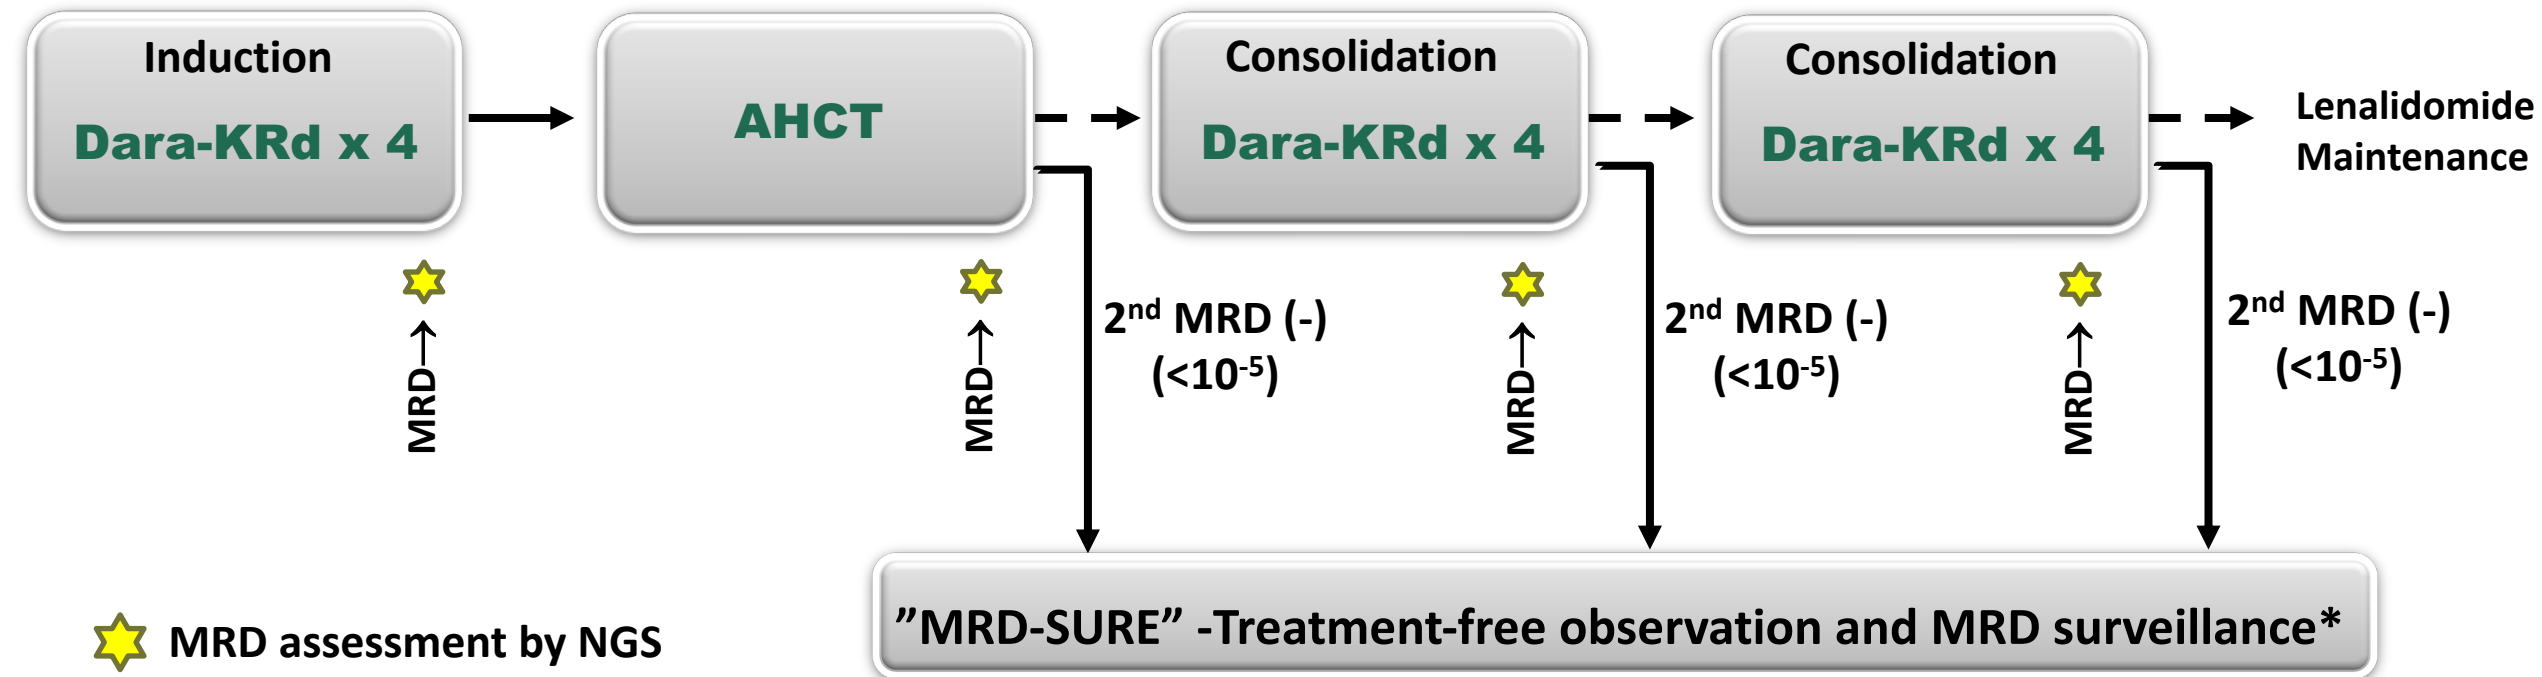 Induction
Dara-KRd x 4
AHCT
Consolidation
Dara-KRd x 4
Consolidation
Dara-KRd x 4
Lenalidomide
Maintenance
MRD
MRD
2nd MRD (-)
(<10-5)
MRD
2nd MRD (-)
(<10-5)
MRD
2nd MRD (-)
(<10-5)
”MRD-SURE” -Treatment-free observation and MRD surveillance*
MRD assessment by NGS